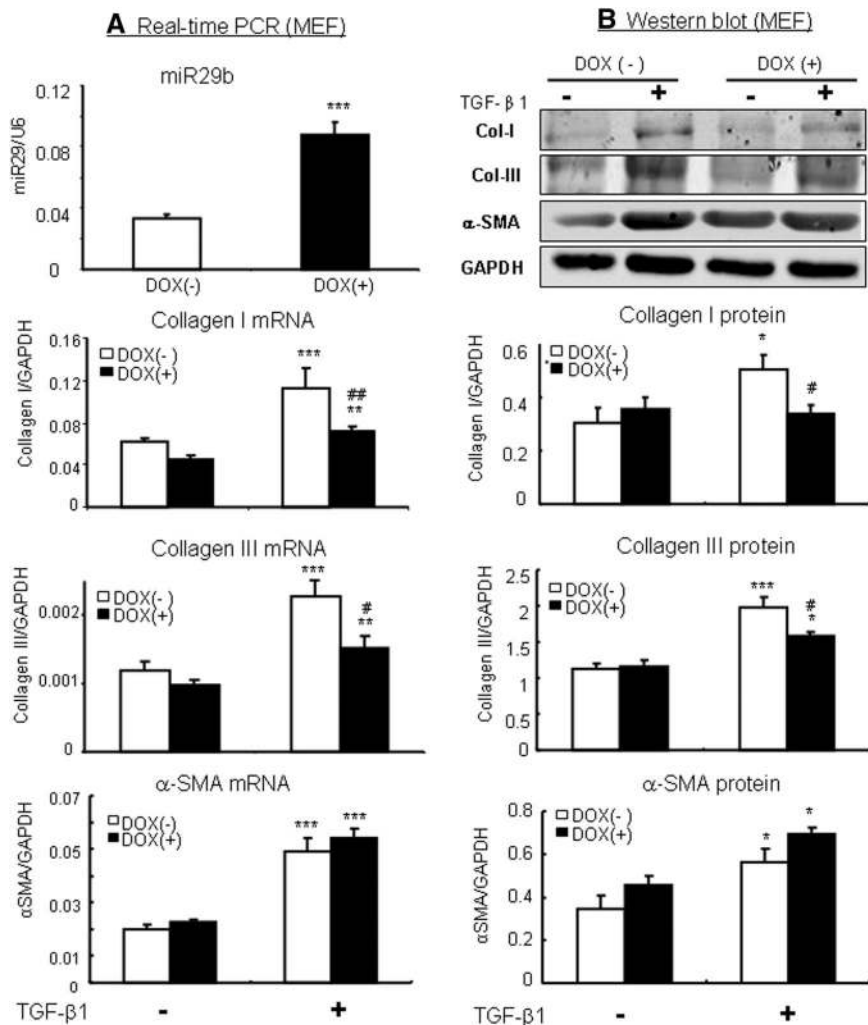 A Real-time PCR (MEF)
miR29b
0.12
0.08
0.04
0
miR29/U6
***
DOX(-) DOX(+)
Collagen I mRNA
0.16
0.12
0.08
0.04
0
Collagen I/GAPDH
DOX(-)
DOX(+)
***
##
**
Collagen III mRNA
0.002
0.001
0
Collagen III/GAPDH
DOX(-)
DOX(+)
***
#
**
α-SMA mRNA
0.07
0.05
0.03
0.01
0
αSMA/GAPDH
DOX(-)
DOX(+)
***
***
TGF-β1 - +
B Western blot (MEF)
DOX (-) DOX (+)
TGF-β1 - + - +
Col-I
Col-III
α-SMA
GAPDH
Collagen I protein
0.6
0.4
0.2
0
Collagen I/GAPDH
DOX(-)
DOX(+)
*
#
Collagen III protein
2.5
2
1.5
1
0.5
0
Collagen III/GAPDH
DOX(-)
DOX(+)
***
#
*
α-SMA protein
0.8
0.6
0.4
0.2
0
αSMA/GAPDH
DOX(-)
DOX(+)
*
*
TGF-β1 - +